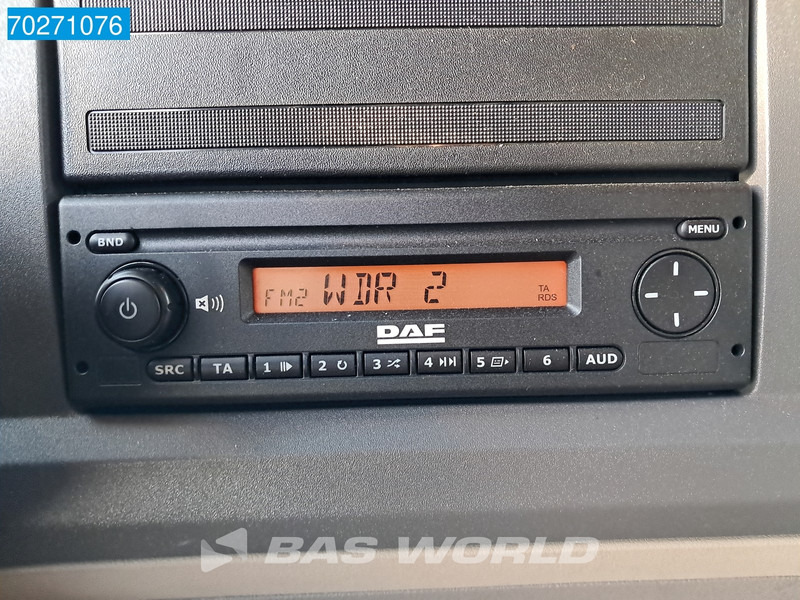 70271076
BND
MENU
FM2 WDR 2
TA
RDS
DAF
SRC TA 1 2 3 4 5 6 AUD
BAS WORLD